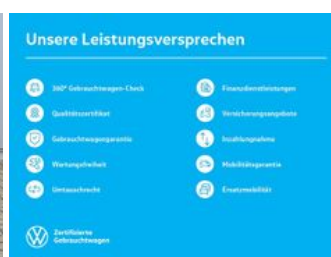 Unsere Leistungsversprechen
360° Gebrauchtwagen-Check
Qualitätszertifikat
Gebrauchtwagengarantie
Wartungsfreiheit
Umtauschrecht
Finanzdienstleistungen
Versicherungsangebote
Inzahlungnahme
Mobilitätsgarantie
Ersatzmobilität
Zertifizierte
Gebrauchtwagen